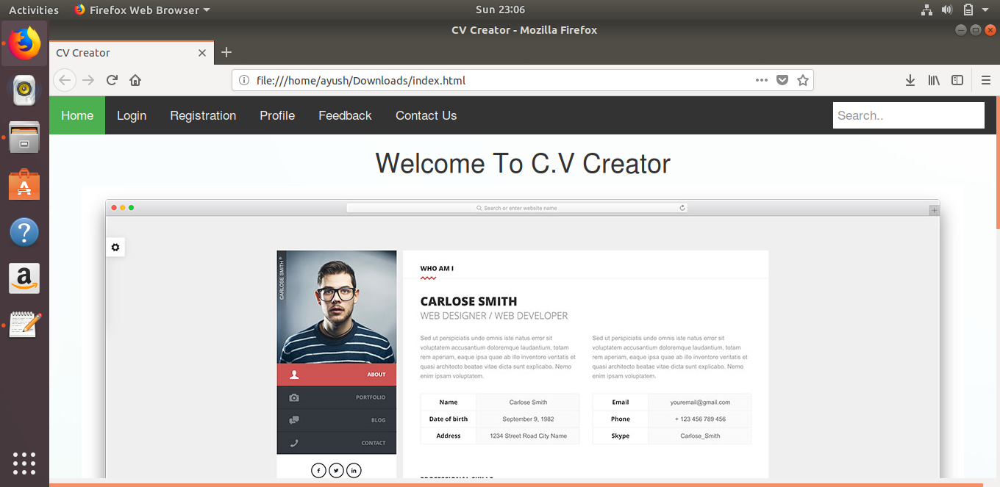 Activities Firefox Web Browser Sun 23:06
CV Creator - Mozilla Firefox
CV Creator
file:///home/ayush/Downloads/index.html
Home Login Registration Profile Feedback Contact Us Search..
Welcome To C.V Creator
Search or enter website name
CARLOSE SMITH ®
WHO AM I
CARLOSE SMITH
WEB DESIGNER / WEB DEVELOPER
Sed ut perspiciatis unde omnis iste natus error sit
voluptatem accusantium doloremque laudantium, totam
rem aperiam, eaque ipsa quae ab illo inventore veritatis et
quasi architecto beatae vitae dicta sunt explicabo. Nemo
enim ipsam voluptatem.
Sed ut perspiciatis unde omnis iste natus error sit
voluptatem accusantium doloremque laudantium, totam
rem aperiam, eaque ipsa quae ab illo inventore veritatis et
quasi architecto beatae vitae dicta sunt explicabo. Nemo
enim ipsam voluptatem.
ABOUT
PORTFOLIO
BLOG
CONTACT
Name Carlose Smith
Date of birth September 9, 1982
Address 1234 Street Road City Name
Email youremail@gmail.com
Phone + 123 456 789 456
Skype Carlose_Smith
PROFESSIONAL SKILLS